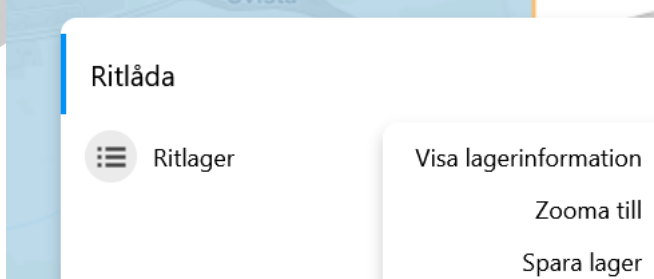 Ritlåda
Ritlager
Visa lagerinformation
Zooma till
Spara lager